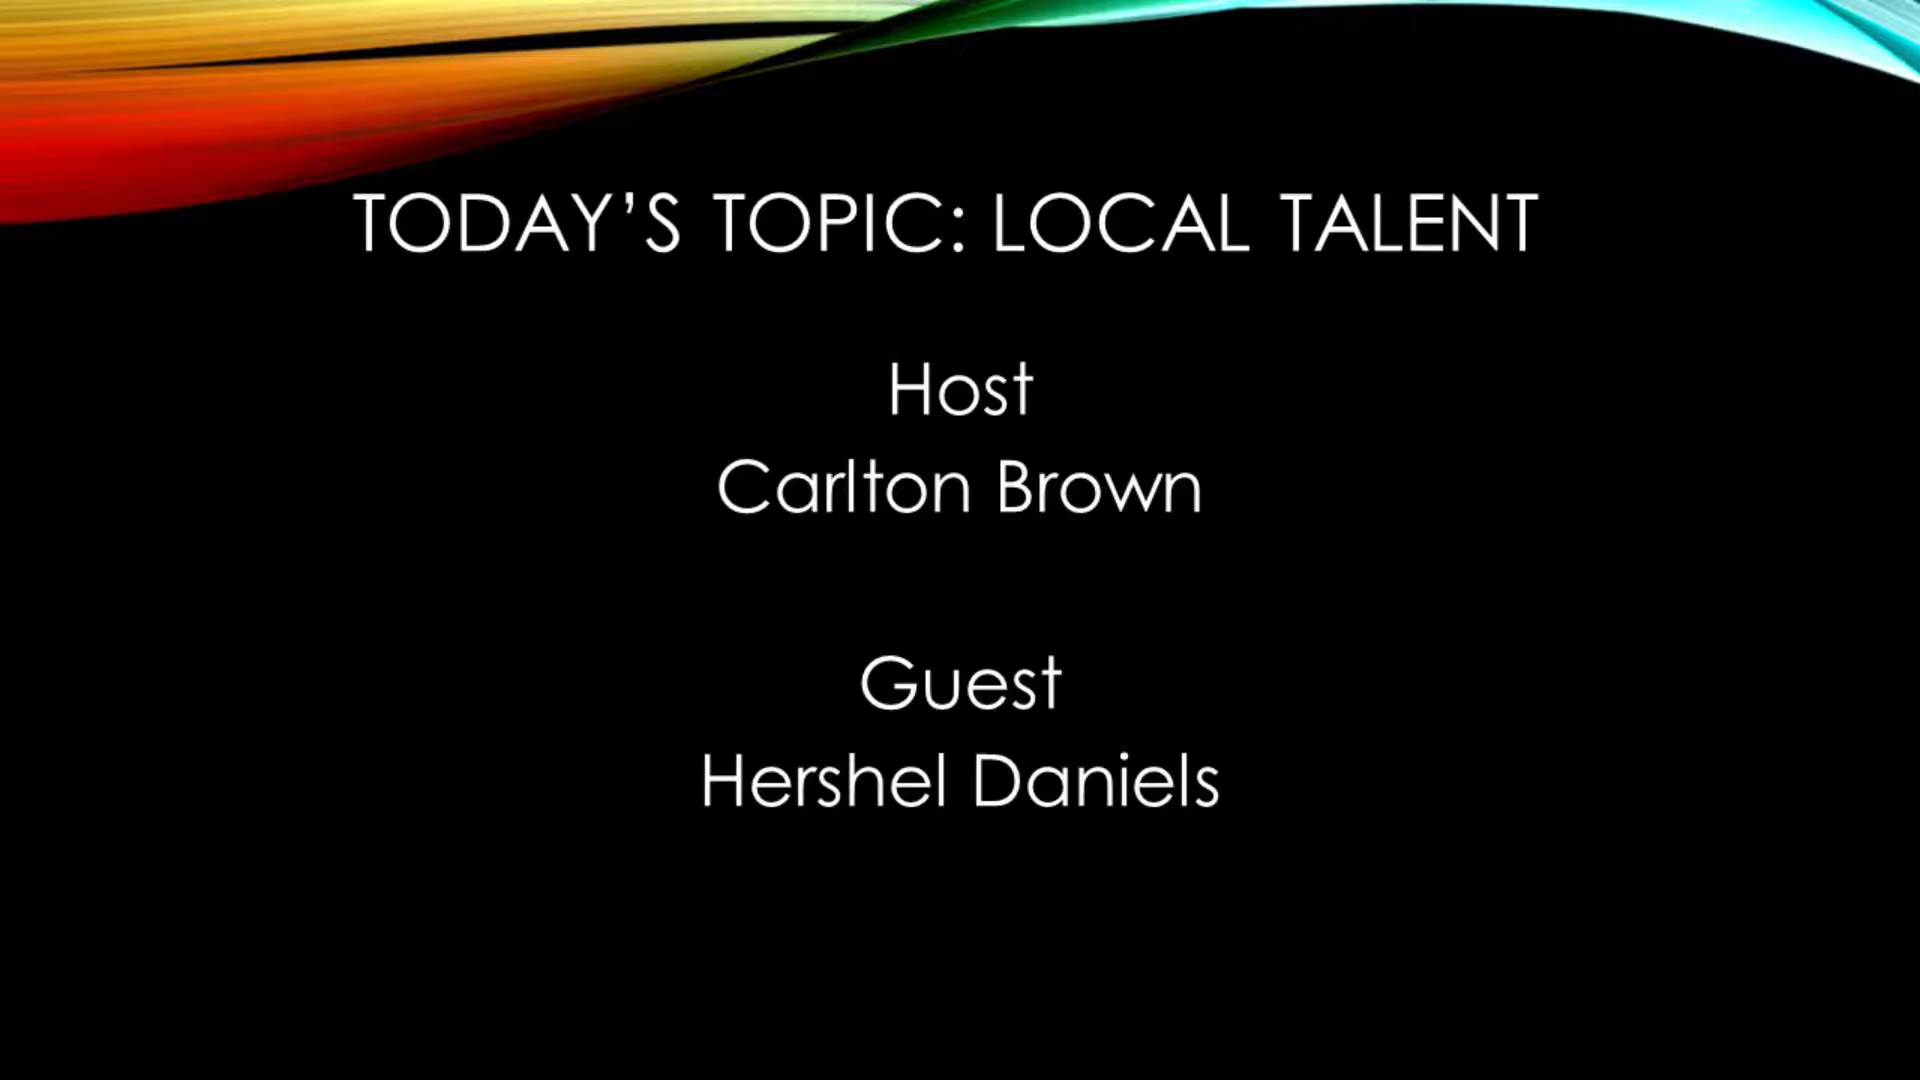 TODAY’S TOPIC: LOCAL TALENT
Host
Carlton Brown
Guest
Hershel Daniels